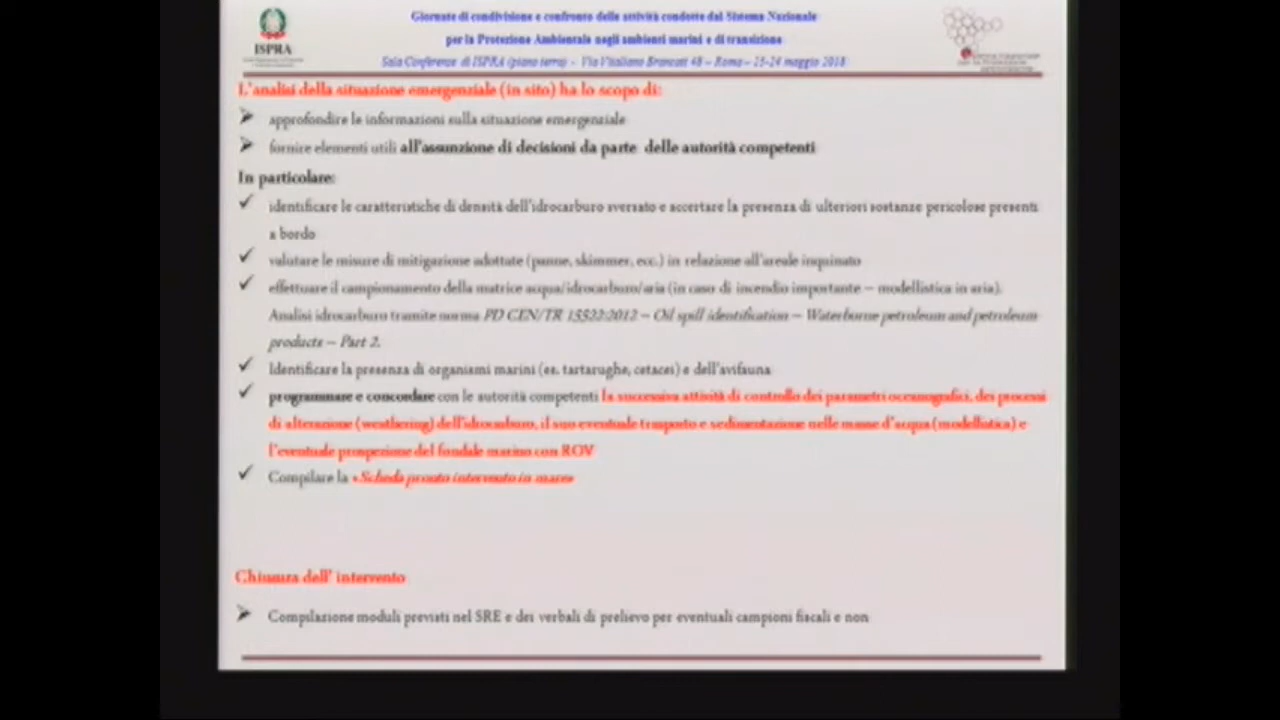 Giornate di condivisione e confronto delle attività condotte dal Sistema Nazionale
per la Protezione Ambientale negli ambienti marini e di transizione
Sala Conferenze di ISPRA (piano terra) - Via Vitaliano Brancati 48 – Roma – 23-24 maggio 2018
ISPRA
L'analisi della situazione emergenziale (in sito) ha lo scopo di:
approfondire le informazioni sulla situazione emergenziale
fornire elementi utili all'assunzione di decisioni da parte delle autorità competenti
In particolare:
identificare le caratteristiche di densità dell'idrocarburo sversato e accertare la presenza di ulteriori sostanze pericolose presenti
a bordo
valutare le misure di mitigazione adottate (panne, skimmer, ecc.) in relazione all'areale inquinato
effettuare il campionamento della matrice acqua/idrocarburo/aria (in caso di incendio importante – modellistica in aria).
Analisi idrocarburo tramite norma PD CEN/TR 15522:2012 – Oil spill identification – Waterborne petroleum and petroleum
products – Part 2.
Identificare la presenza di organismi marini (es. tartarughe, cetacei) e dell'avifauna
programmare e concordare con le autorità competenti la successiva attività di controllo dei parametri oceanografici, dei processi
di alterazione (weathering) dell'idrocarburo, il suo eventuale trasporto e sedimentazione nelle masse d'acqua (modellistica) e
l'eventuale prospezione del fondale marino con ROV
Compilare la «Scheda pronto intervento in mare»
Chiusura dell' intervento
Compilazione moduli previsti nel SRE e dei verbali di prelievo per eventuali campioni fiscali e non